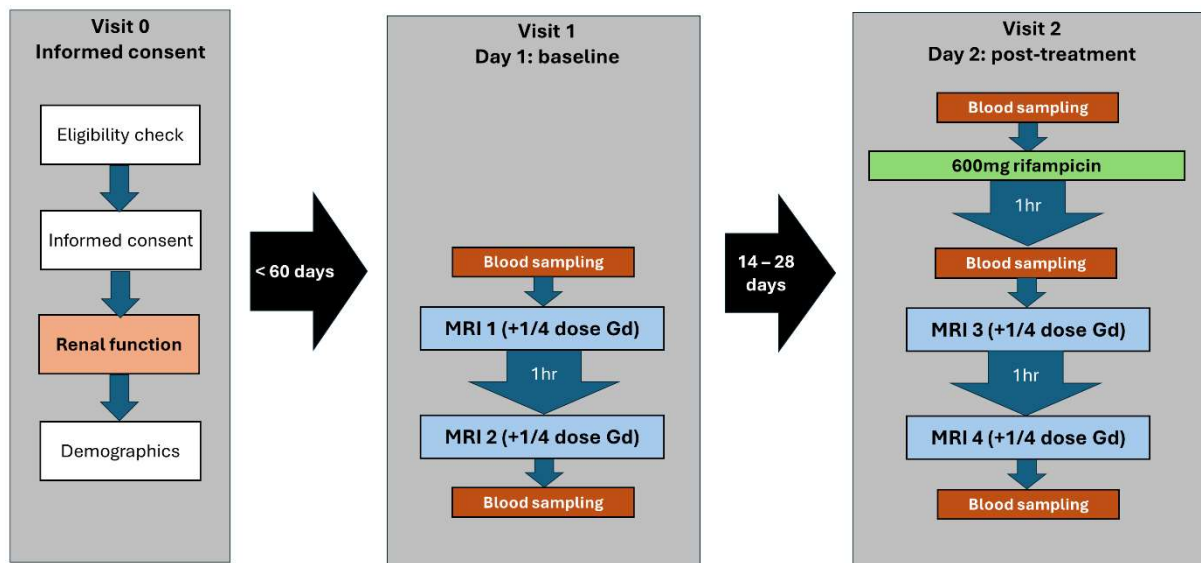 Visit 0
Informed consent
Eligibility check
Informed consent
Renal function
Demographics
< 60 days
Visit 1
Day 1: baseline
Blood sampling
MRI 1 (+1/4 dose Gd)
1hr
MRI 2 (+1/4 dose Gd)
Blood sampling
14 – 28
days
Visit 2
Day 2: post-treatment
Blood sampling
600mg rifampicin
1hr
Blood sampling
MRI 3 (+1/4 dose Gd)
1hr
MRI 4 (+1/4 dose Gd)
Blood sampling